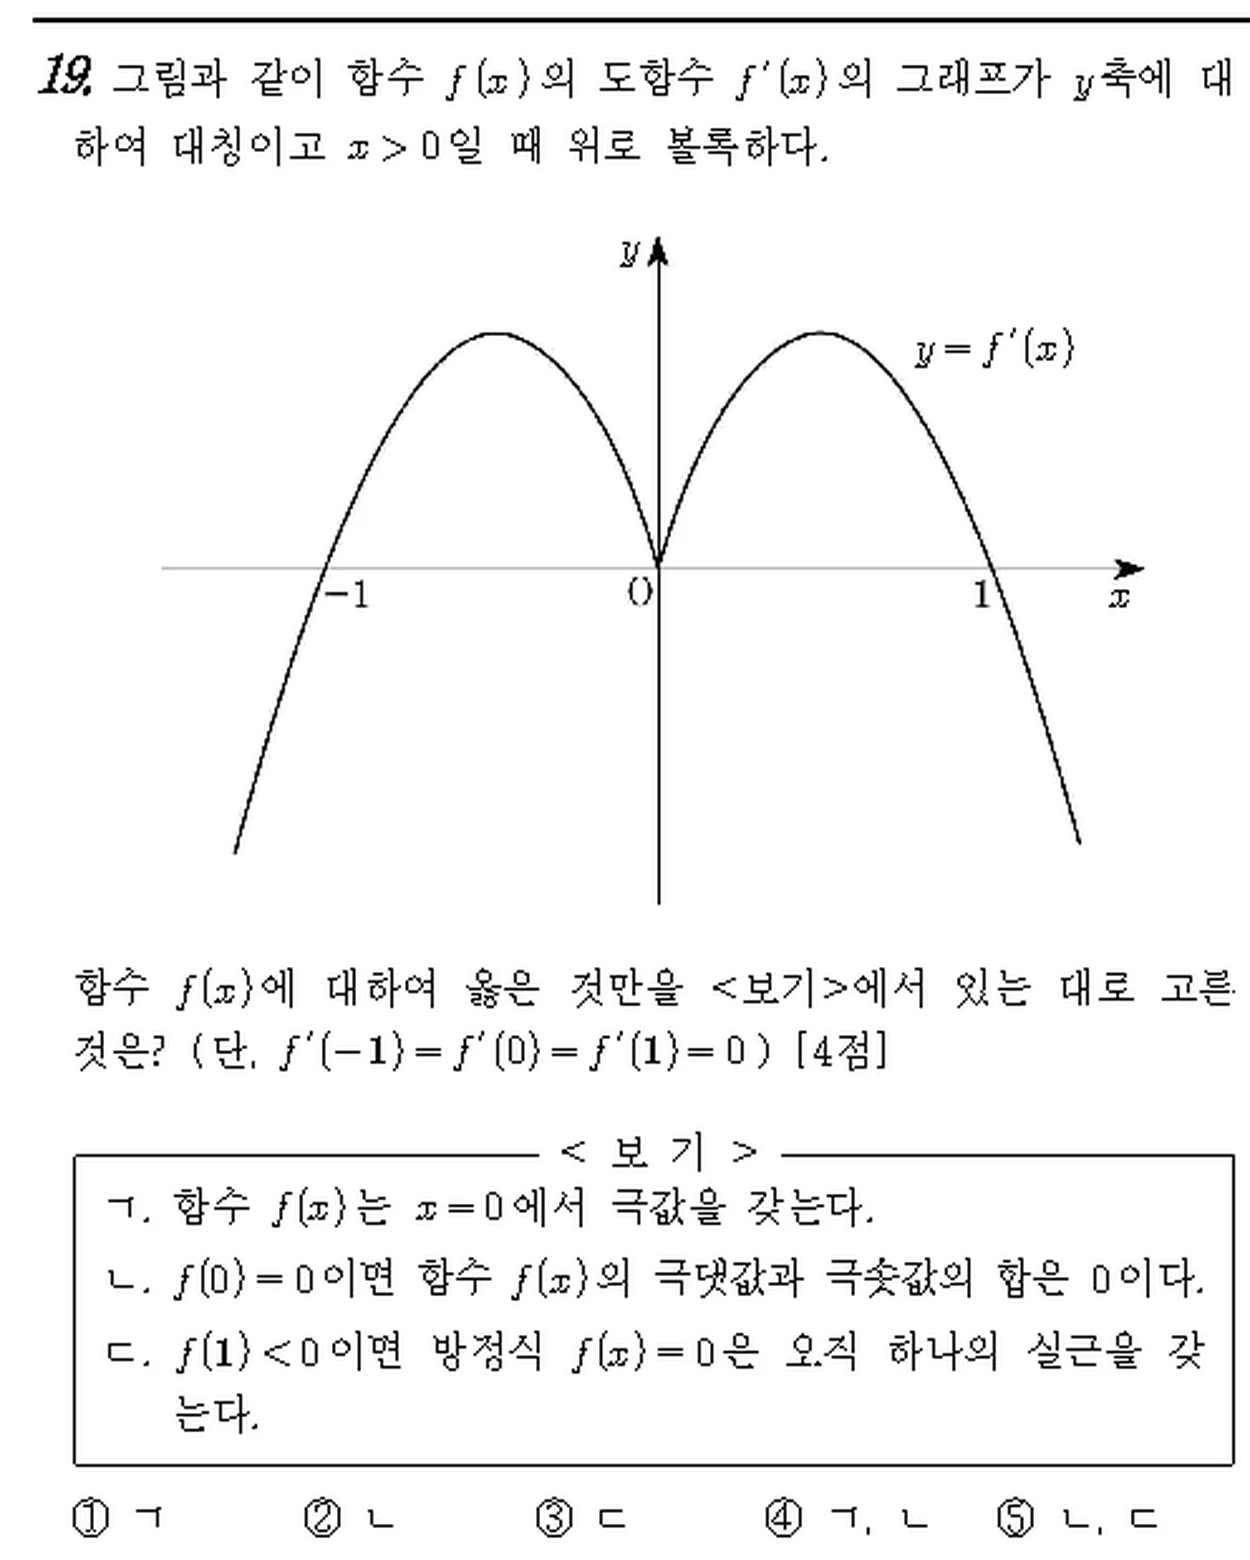 19. 그림과 같이 함수 f(x)의 도함수 f′(x)의 그래프가 y축에 대
하여 대칭이고 x > 0일 때 위로 볼록하다.
y
y = f′(x)
-1
O
1
x
함수 f(x)에 대하여 옳은 것만을 <보기>에서 있는 대로 고른
것은? (단, f′(-1) = f′(0) = f′(1) = 0) [4점]
< 보 기 >
ㄱ. 함수 f(x)는 x = 0에서 극값을 갖는다.
ㄴ. f(0) = 0이면 함수 f(x)의 극댓값과 극솟값의 합은 0이다.
ㄷ. f(1) < 0이면 방정식 f(x) = 0은 오직 하나의 실근을 갖
는다.
① ㄱ ② ㄴ ③ ㄷ ④ ㄱ, ㄴ ⑤ ㄴ, ㄷ